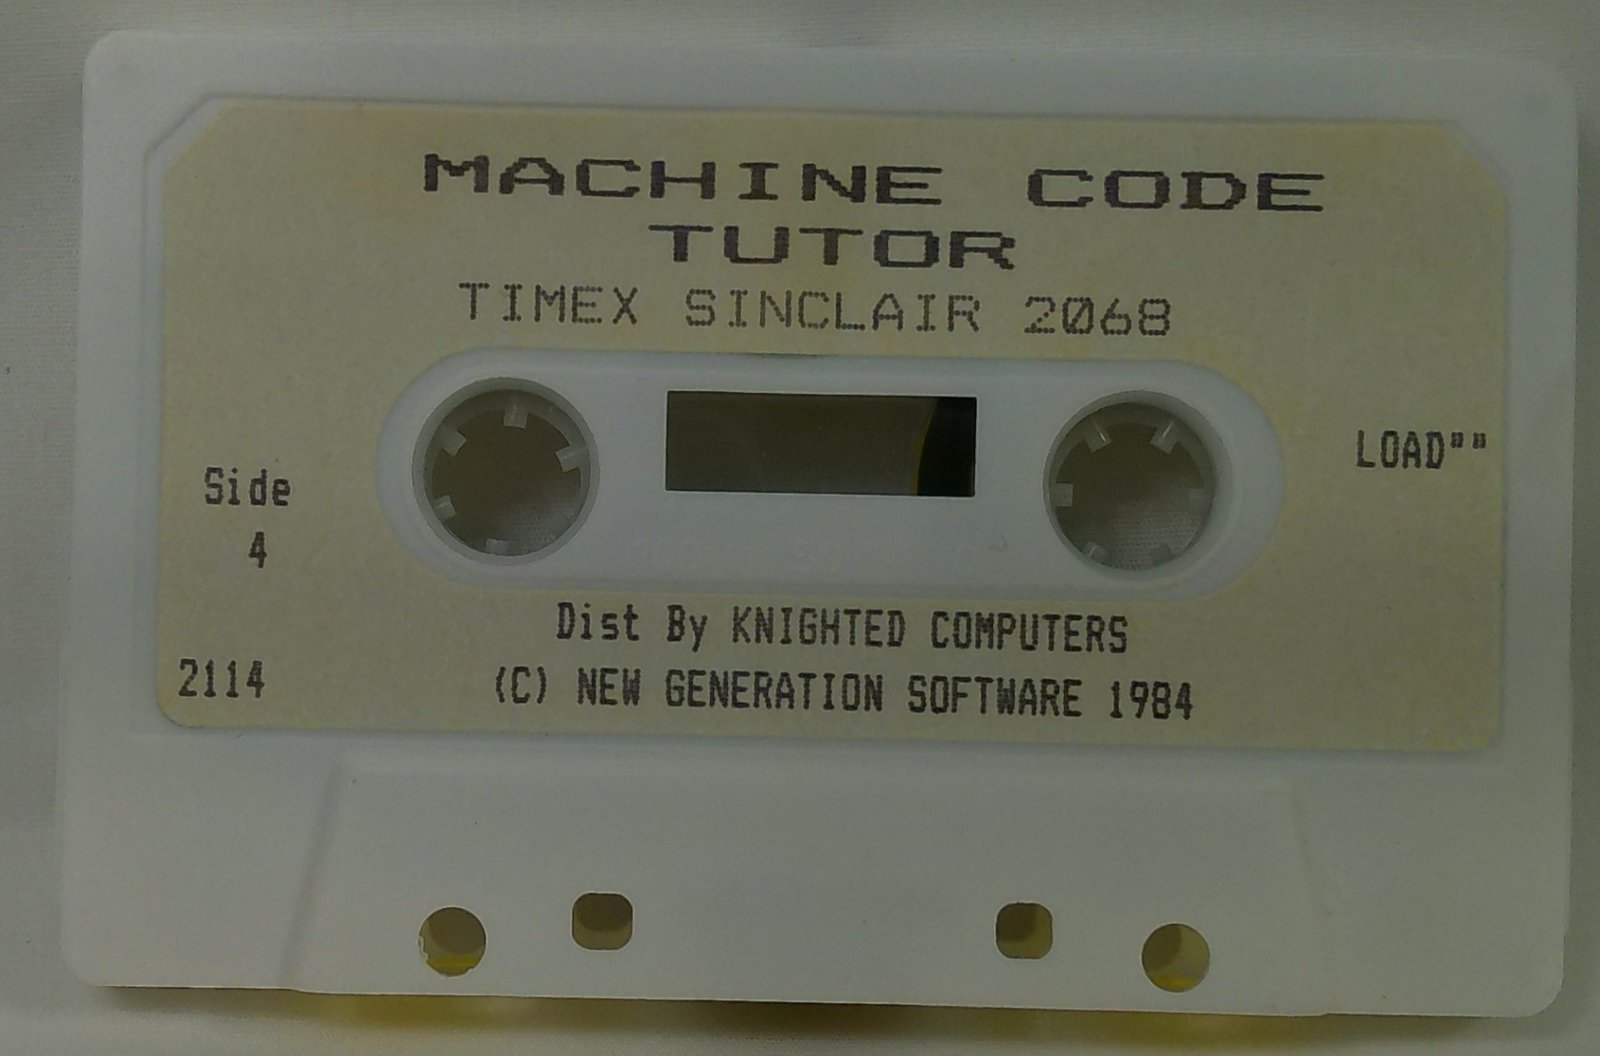 MACHINE CODE
TUTOR
TIMEX SINCLAIR 2068
LOAD""
Side
4
Dist By KNIGHTED COMPUTERS
2114
(C) NEW GENERATION SOFTWARE 1984